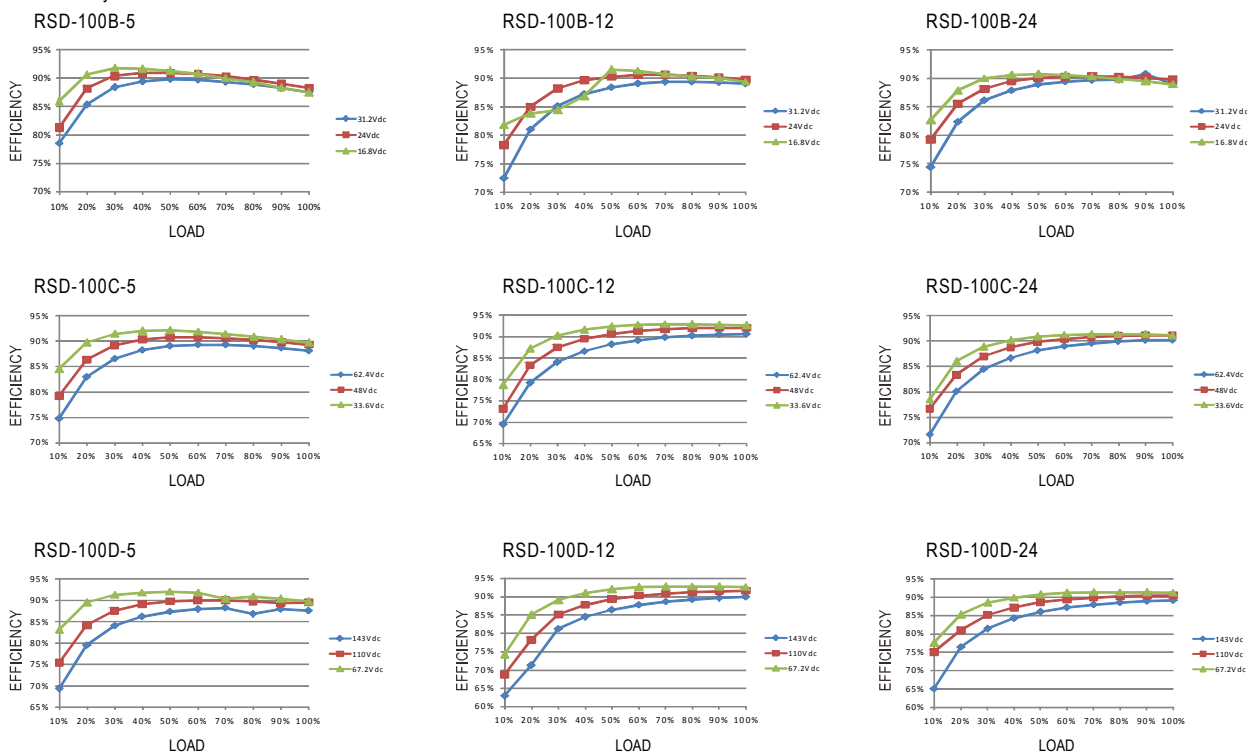 RSD-100B-5
95%
90%
85%
80%
75%
70%
EFFICIENCY
10% 20% 30% 40% 50% 60% 70% 80% 90% 100%
LOAD
31.2Vdc
24Vdc
16.8Vdc
RSD-100B-12
95%
90%
85%
80%
75%
70%
EFFICIENCY
10% 20% 30% 40% 50% 60% 70% 80% 90% 100%
LOAD
31.2Vdc
24Vdc
16.8Vdc
RSD-100B-24
95%
90%
85%
80%
75%
70%
EFFICIENCY
10% 20% 30% 40% 50% 60% 70% 80% 90% 100%
LOAD
31.2Vdc
24Vdc
16.8Vdc
RSD-100C-5
95%
90%
85%
80%
75%
70%
EFFICIENCY
10% 20% 30% 40% 50% 60% 70% 80% 90% 100%
LOAD
62.4Vdc
48Vdc
33.6Vdc
RSD-100C-12
95%
90%
85%
80%
75%
70%
65%
EFFICIENCY
10% 20% 30% 40% 50% 60% 70% 80% 90% 100%
LOAD
62.4Vdc
48Vdc
33.6Vdc
RSD-100C-24
95%
90%
85%
80%
75%
70%
EFFICIENCY
10% 20% 30% 40% 50% 60% 70% 80% 90% 100%
LOAD
62.4Vdc
48Vdc
33.6Vdc
RSD-100D-5
95%
90%
85%
80%
75%
70%
65%
EFFICIENCY
10% 20% 30% 40% 50% 60% 70% 80% 90% 100%
LOAD
143Vdc
110Vdc
67.2Vdc
RSD-100D-12
95%
90%
85%
80%
75%
70%
65%
60%
EFFICIENCY
10% 20% 30% 40% 50% 60% 70% 80% 90% 100%
LOAD
143Vdc
110Vdc
67.2Vdc
RSD-100D-24
95%
90%
85%
80%
75%
70%
65%
60%
EFFICIENCY
10% 20% 30% 40% 50% 60% 70% 80% 90% 100%
LOAD
143Vdc
110Vdc
67.2Vdc